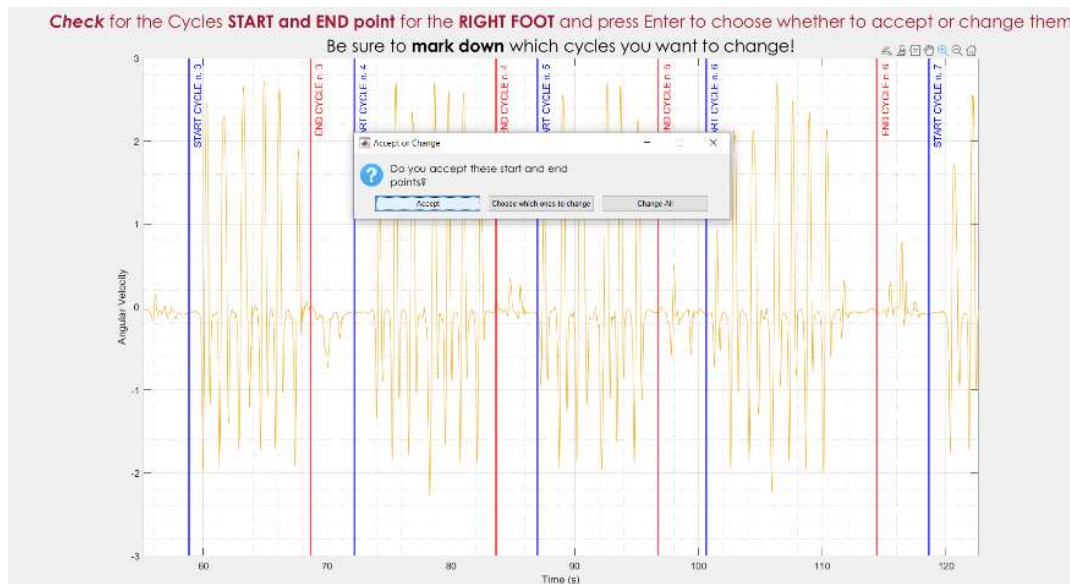 Check for the Cycles START and END point for the RIGHT FOOT and press Enter to choose whether to accept or change them
Be sure to mark down which cycles you want to change!
START CYCLE n. 3
END CYCLE n. 3
START CYCLE n. 4
END CYCLE n. 4
START CYCLE n. 5
END CYCLE n. 5
START CYCLE n. 6
END CYCLE n. 6
START CYCLE n. 7
Accept or Change
Do you accept these start and end
points?
Accept
Choose which ones to change
Change All
Angular Velocity
3
2
1
0
-1
-2
-3
60
70
80
90
100
110
120
Time (s)